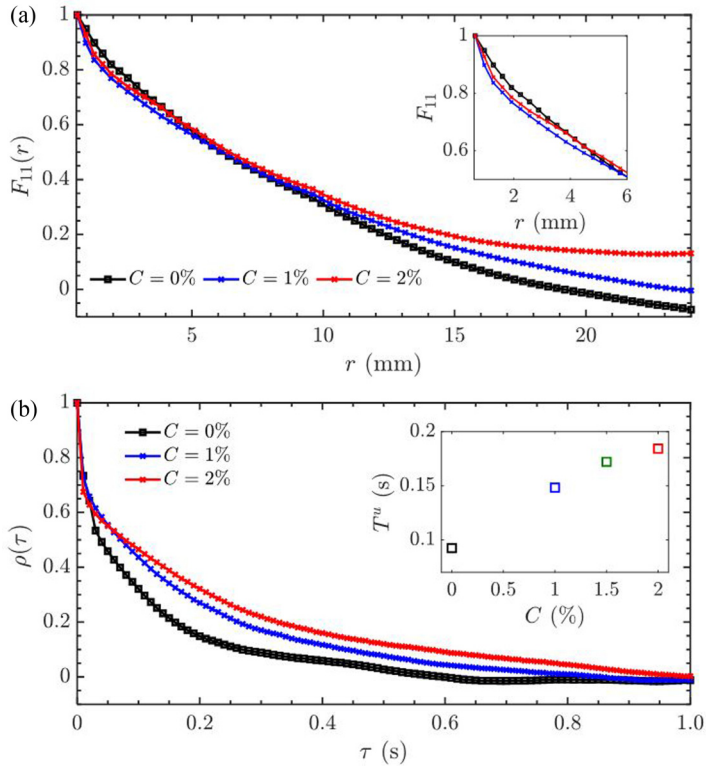 (a)
1
0.8
0.6
0.4
0.2
0
F₁₁(r)
C = 0% C = 1% C = 2%
5 10 15 20
r (mm)
1
0.8
0.6
F₁₁
2 4 6
r (mm)
(b)
1
0.8
0.6
0.4
0.2
0
ρ(τ)
C = 0%
C = 1%
C = 2%
0.2
0.15
0.1
Tᵘ (s)
0 0.5 1 1.5 2
C (%)
0 0.2 0.4 0.6 0.8 1.0
τ (s)